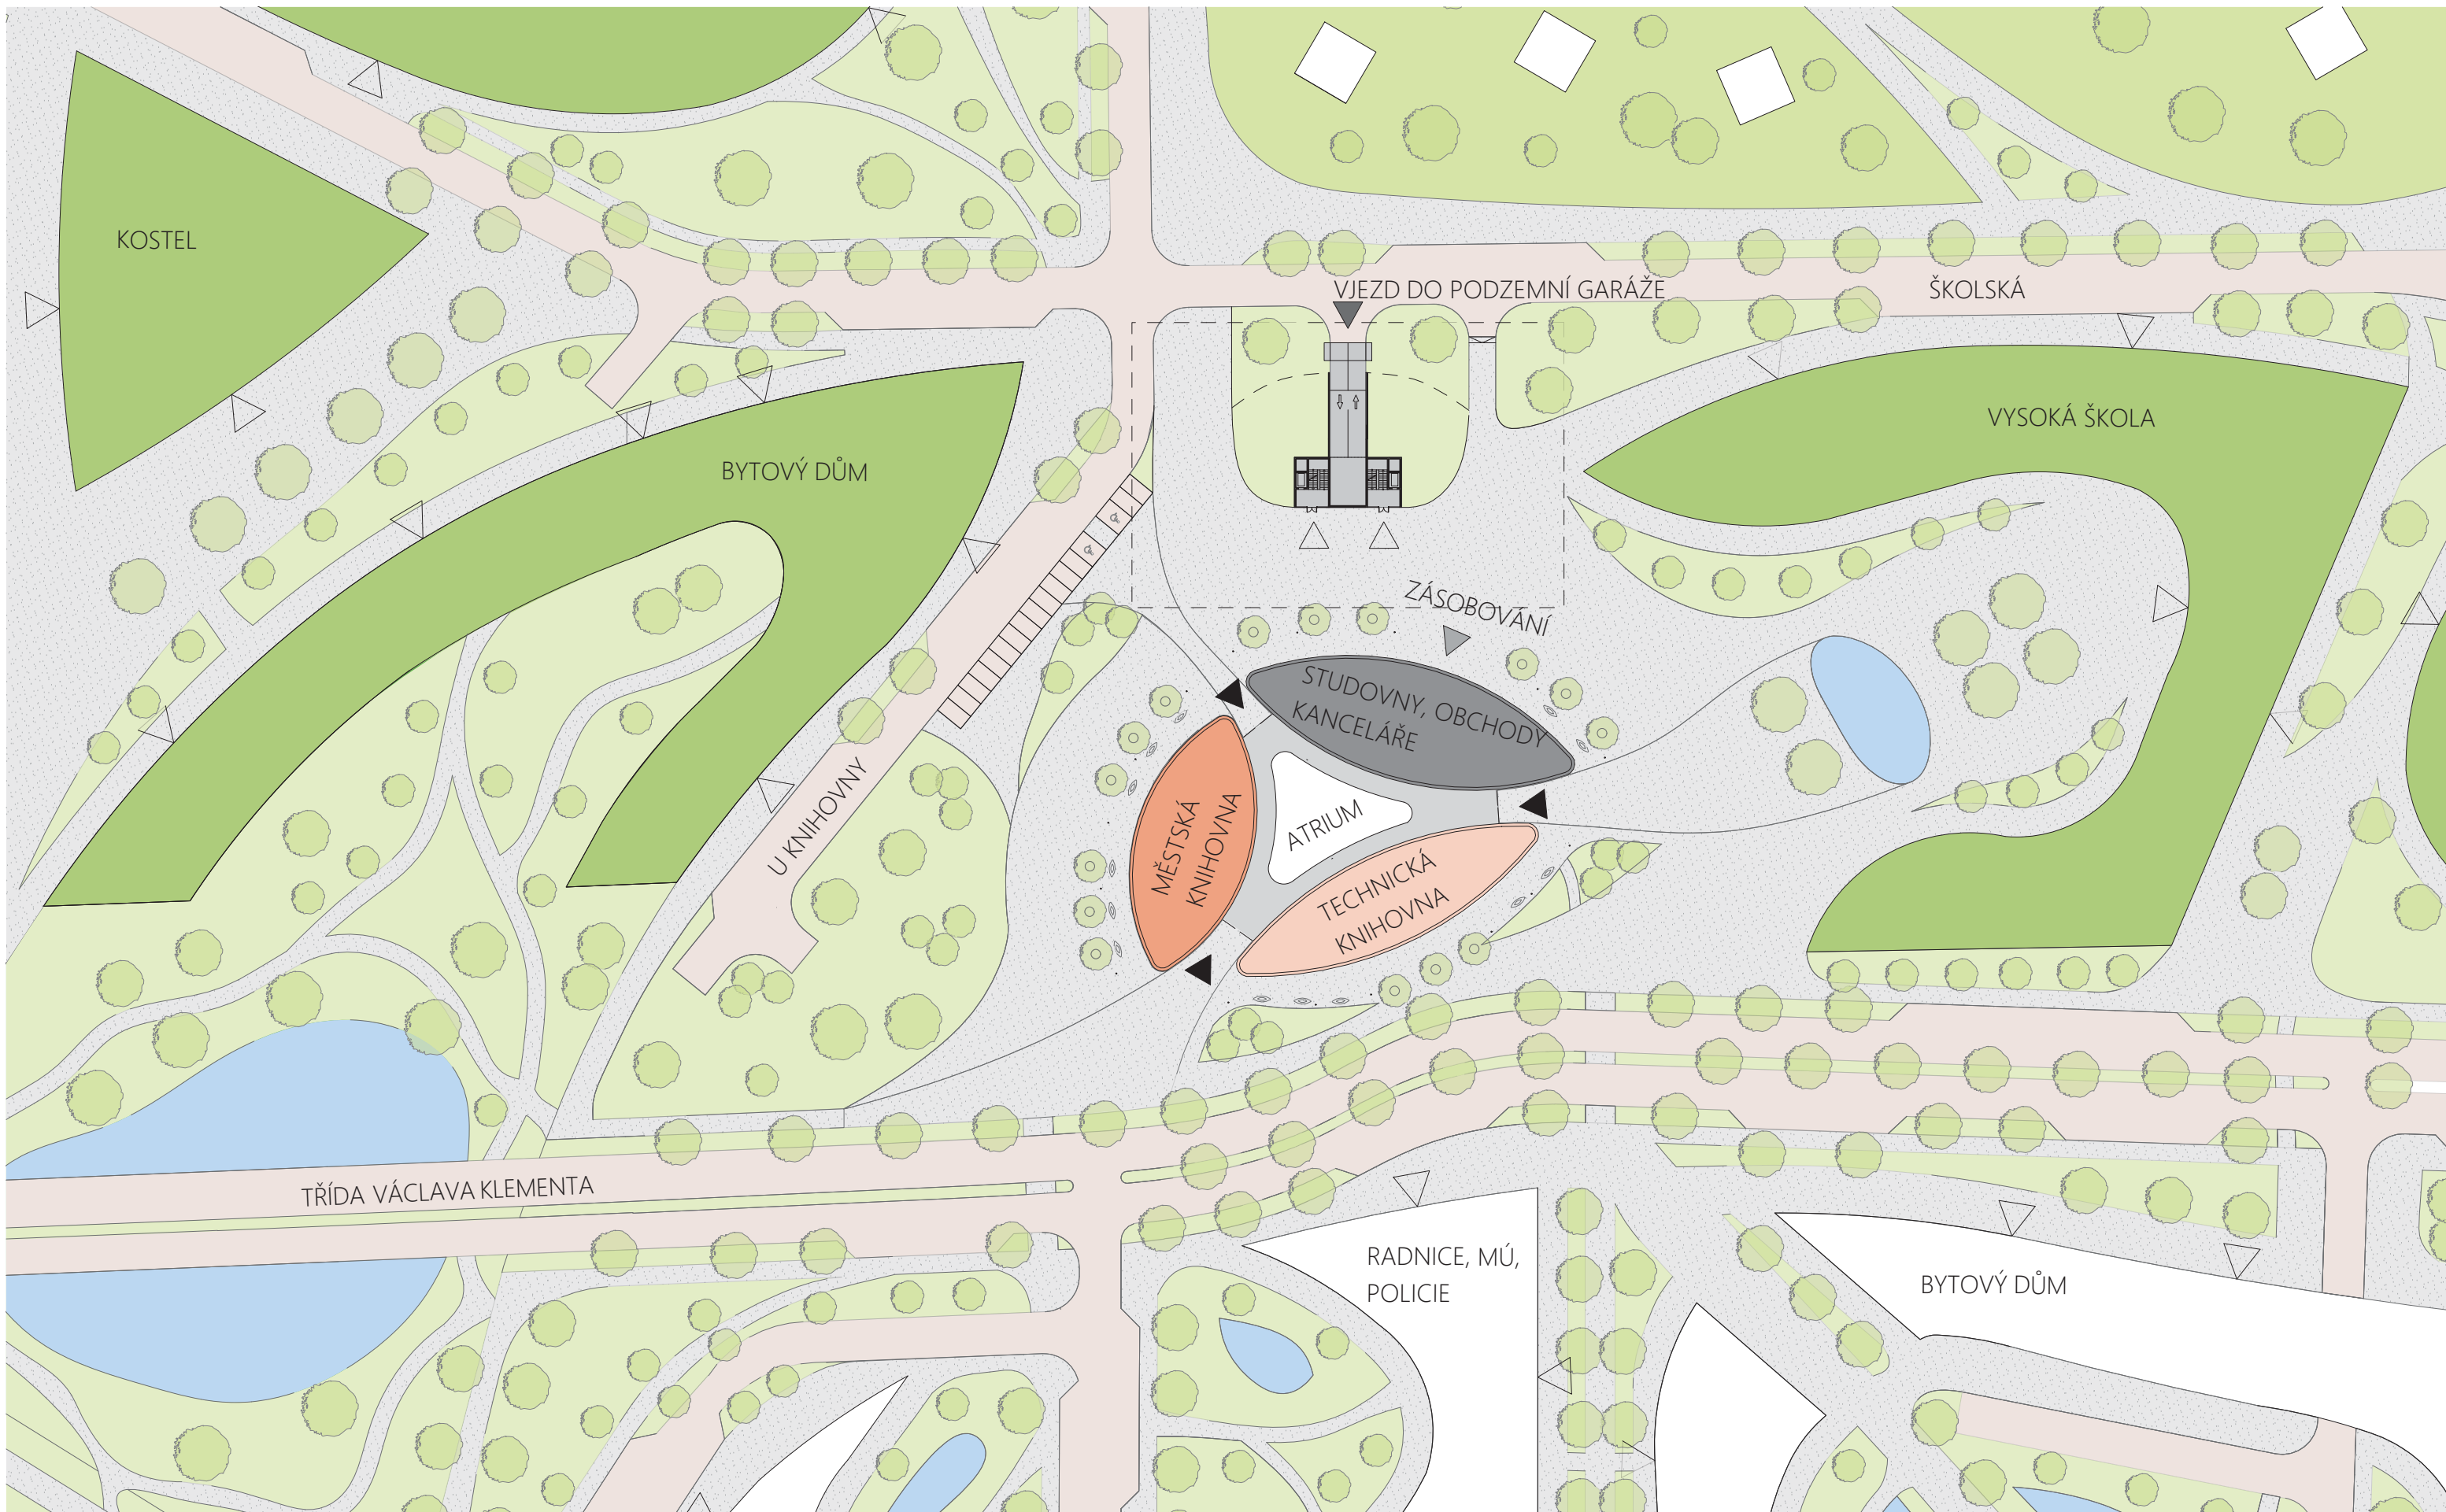 KOSTEL
VJEZD DO PODZEMNÍ GARÁŽE
ŠKOLSKÁ
BYTOVÝ DŮM
VYSOKÁ ŠKOLA
ZÁSOBOVÁNÍ
STUDOVNY, OBCHODY
KANCELÁŘE
U KNIHOVNY
MĚSTSKÁ
KNIHOVNA
ATRIUM
TECHNICKÁ
KNIHOVNA
TŘÍDA VÁCLAVA KLEMENTA
RADNICE, MÚ,
POLICIE
BYTOVÝ DŮM